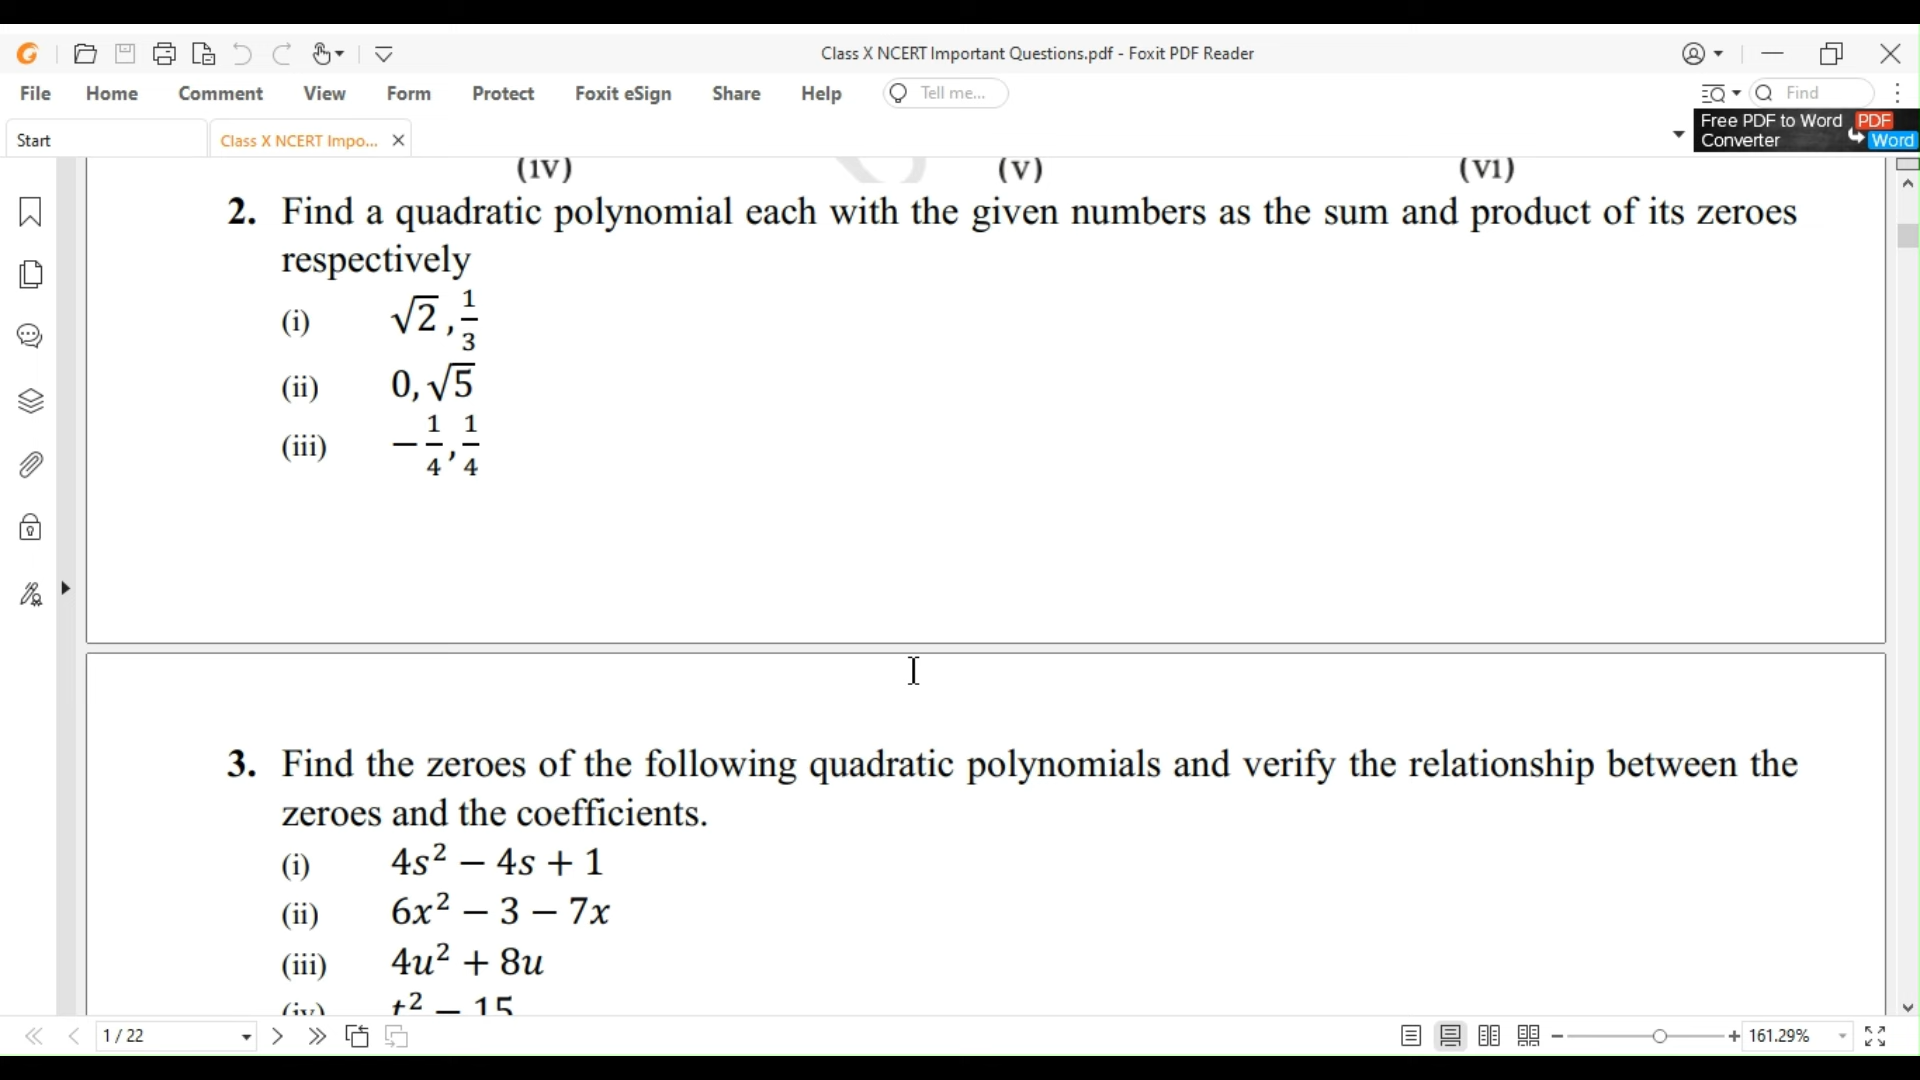 Class X NCERT Important Questions.pdf - Foxit PDF Reader
File Home Comment View Form Protect Foxit eSign Share Help Tell me... Find
Free PDF to Word PDF
Converter Word
Start Class X NCERT Impo...
(iv) (v) (vi)
2. Find a quadratic polynomial each with the given numbers as the sum and product of its zeroes
respectively
(i) √2, 1/3
(ii) 0, √5
(iii) −1/4, 1/4
3. Find the zeroes of the following quadratic polynomials and verify the relationship between the
zeroes and the coefficients.
(i) 4s² − 4s + 1
(ii) 6x² − 3 − 7x
(iii) 4u² + 8u
(iv) t² − 15
1 / 22 161.29%